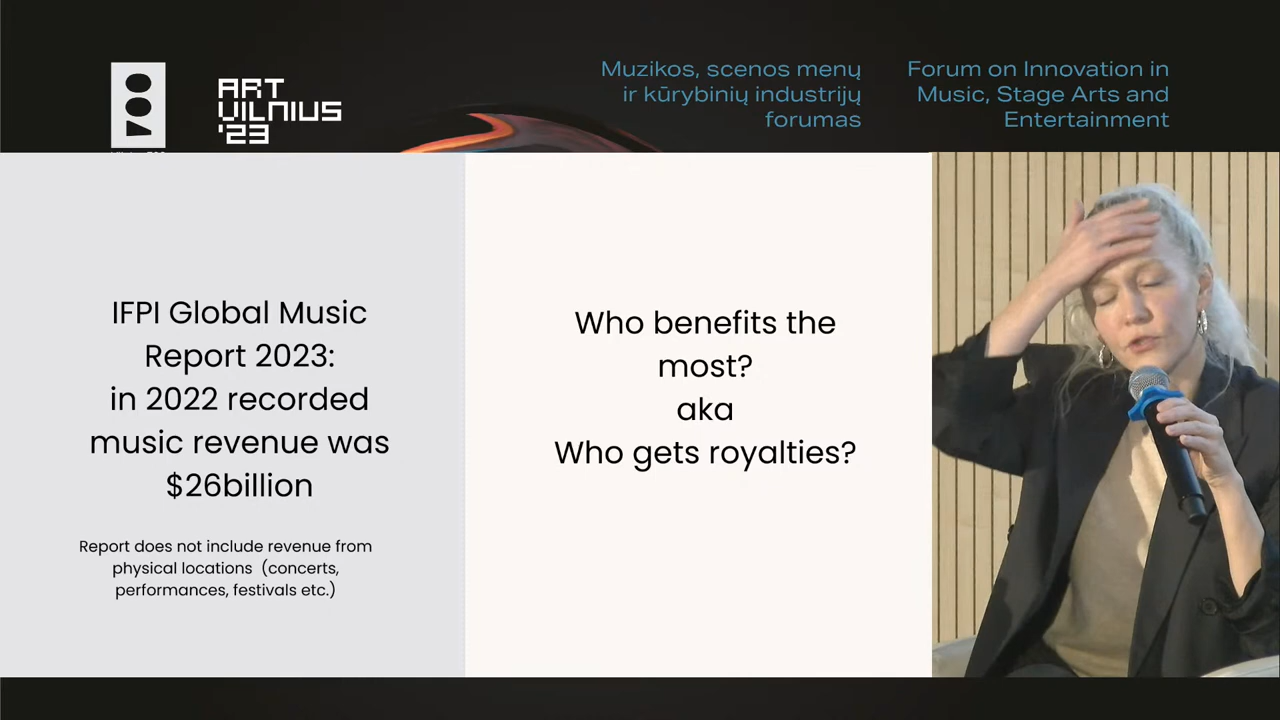 ART
VILNIUS
'23
Muzikos, scenos menų
ir kūrybinių industrijų
forumas
Forum on Innovation in
Music, Stage Arts and
Entertainment
IFPI Global Music
Report 2023:
in 2022 recorded
music revenue was
$26billion
Report does not include revenue from
physical locations (concerts,
performances, festivals etc.)
Who benefits the
most?
aka
Who gets royalties?